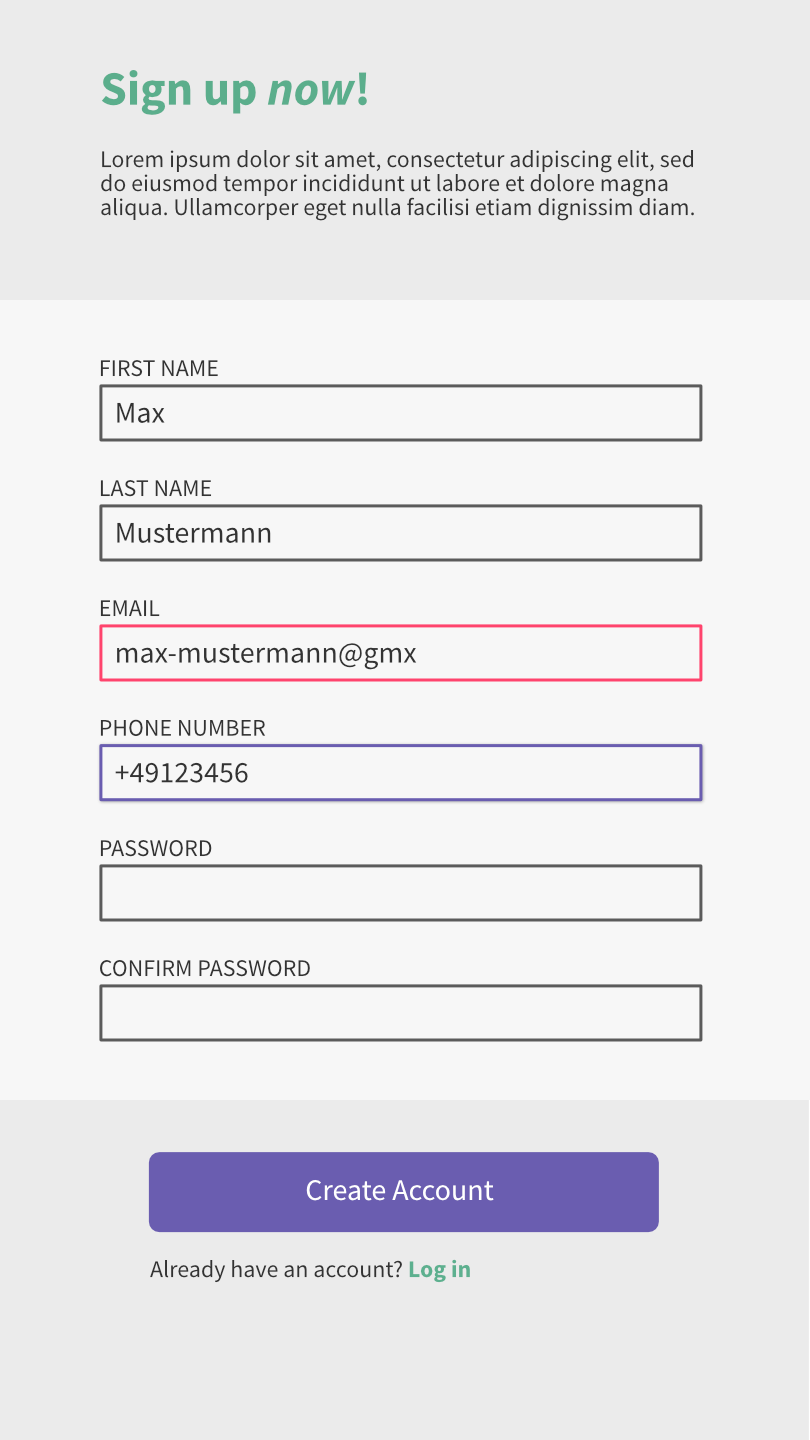 Sign up now!
Lorem ipsum dolor sit amet, consectetur adipiscing elit, sed
do eiusmod tempor incididunt ut labore et dolore magna
aliqua. Ullamcorper eget nulla facilisi etiam dignissim diam.
FIRST NAME
Max
LAST NAME
Mustermann
EMAIL
max-mustermann@gmx
PHONE NUMBER
+49123456
PASSWORD
CONFIRM PASSWORD
Create Account
Already have an account? Log in